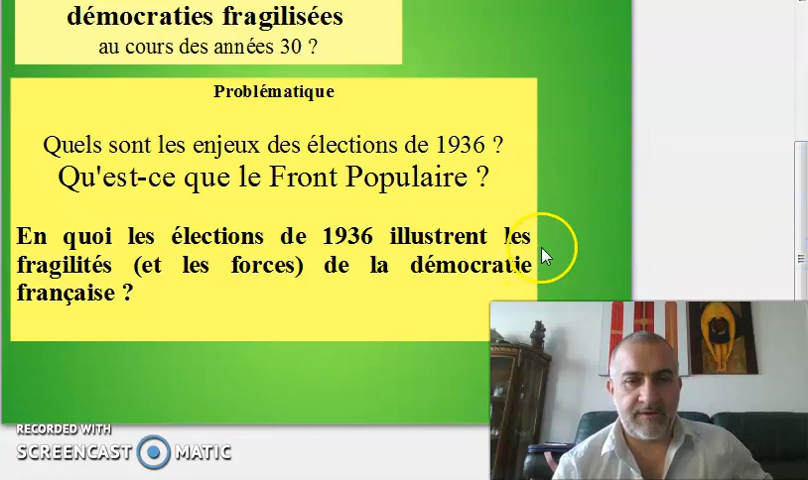 démocraties fragilisées
au cours des années 30 ?
Problématique
Quels sont les enjeux des élections de 1936 ?
Qu'est-ce que le Front Populaire ?
En quoi les élections de 1936 illustrent les
fragilités (et les forces) de la démocratie
française ?
RECORDED WITH
SCREENCAST MATIC